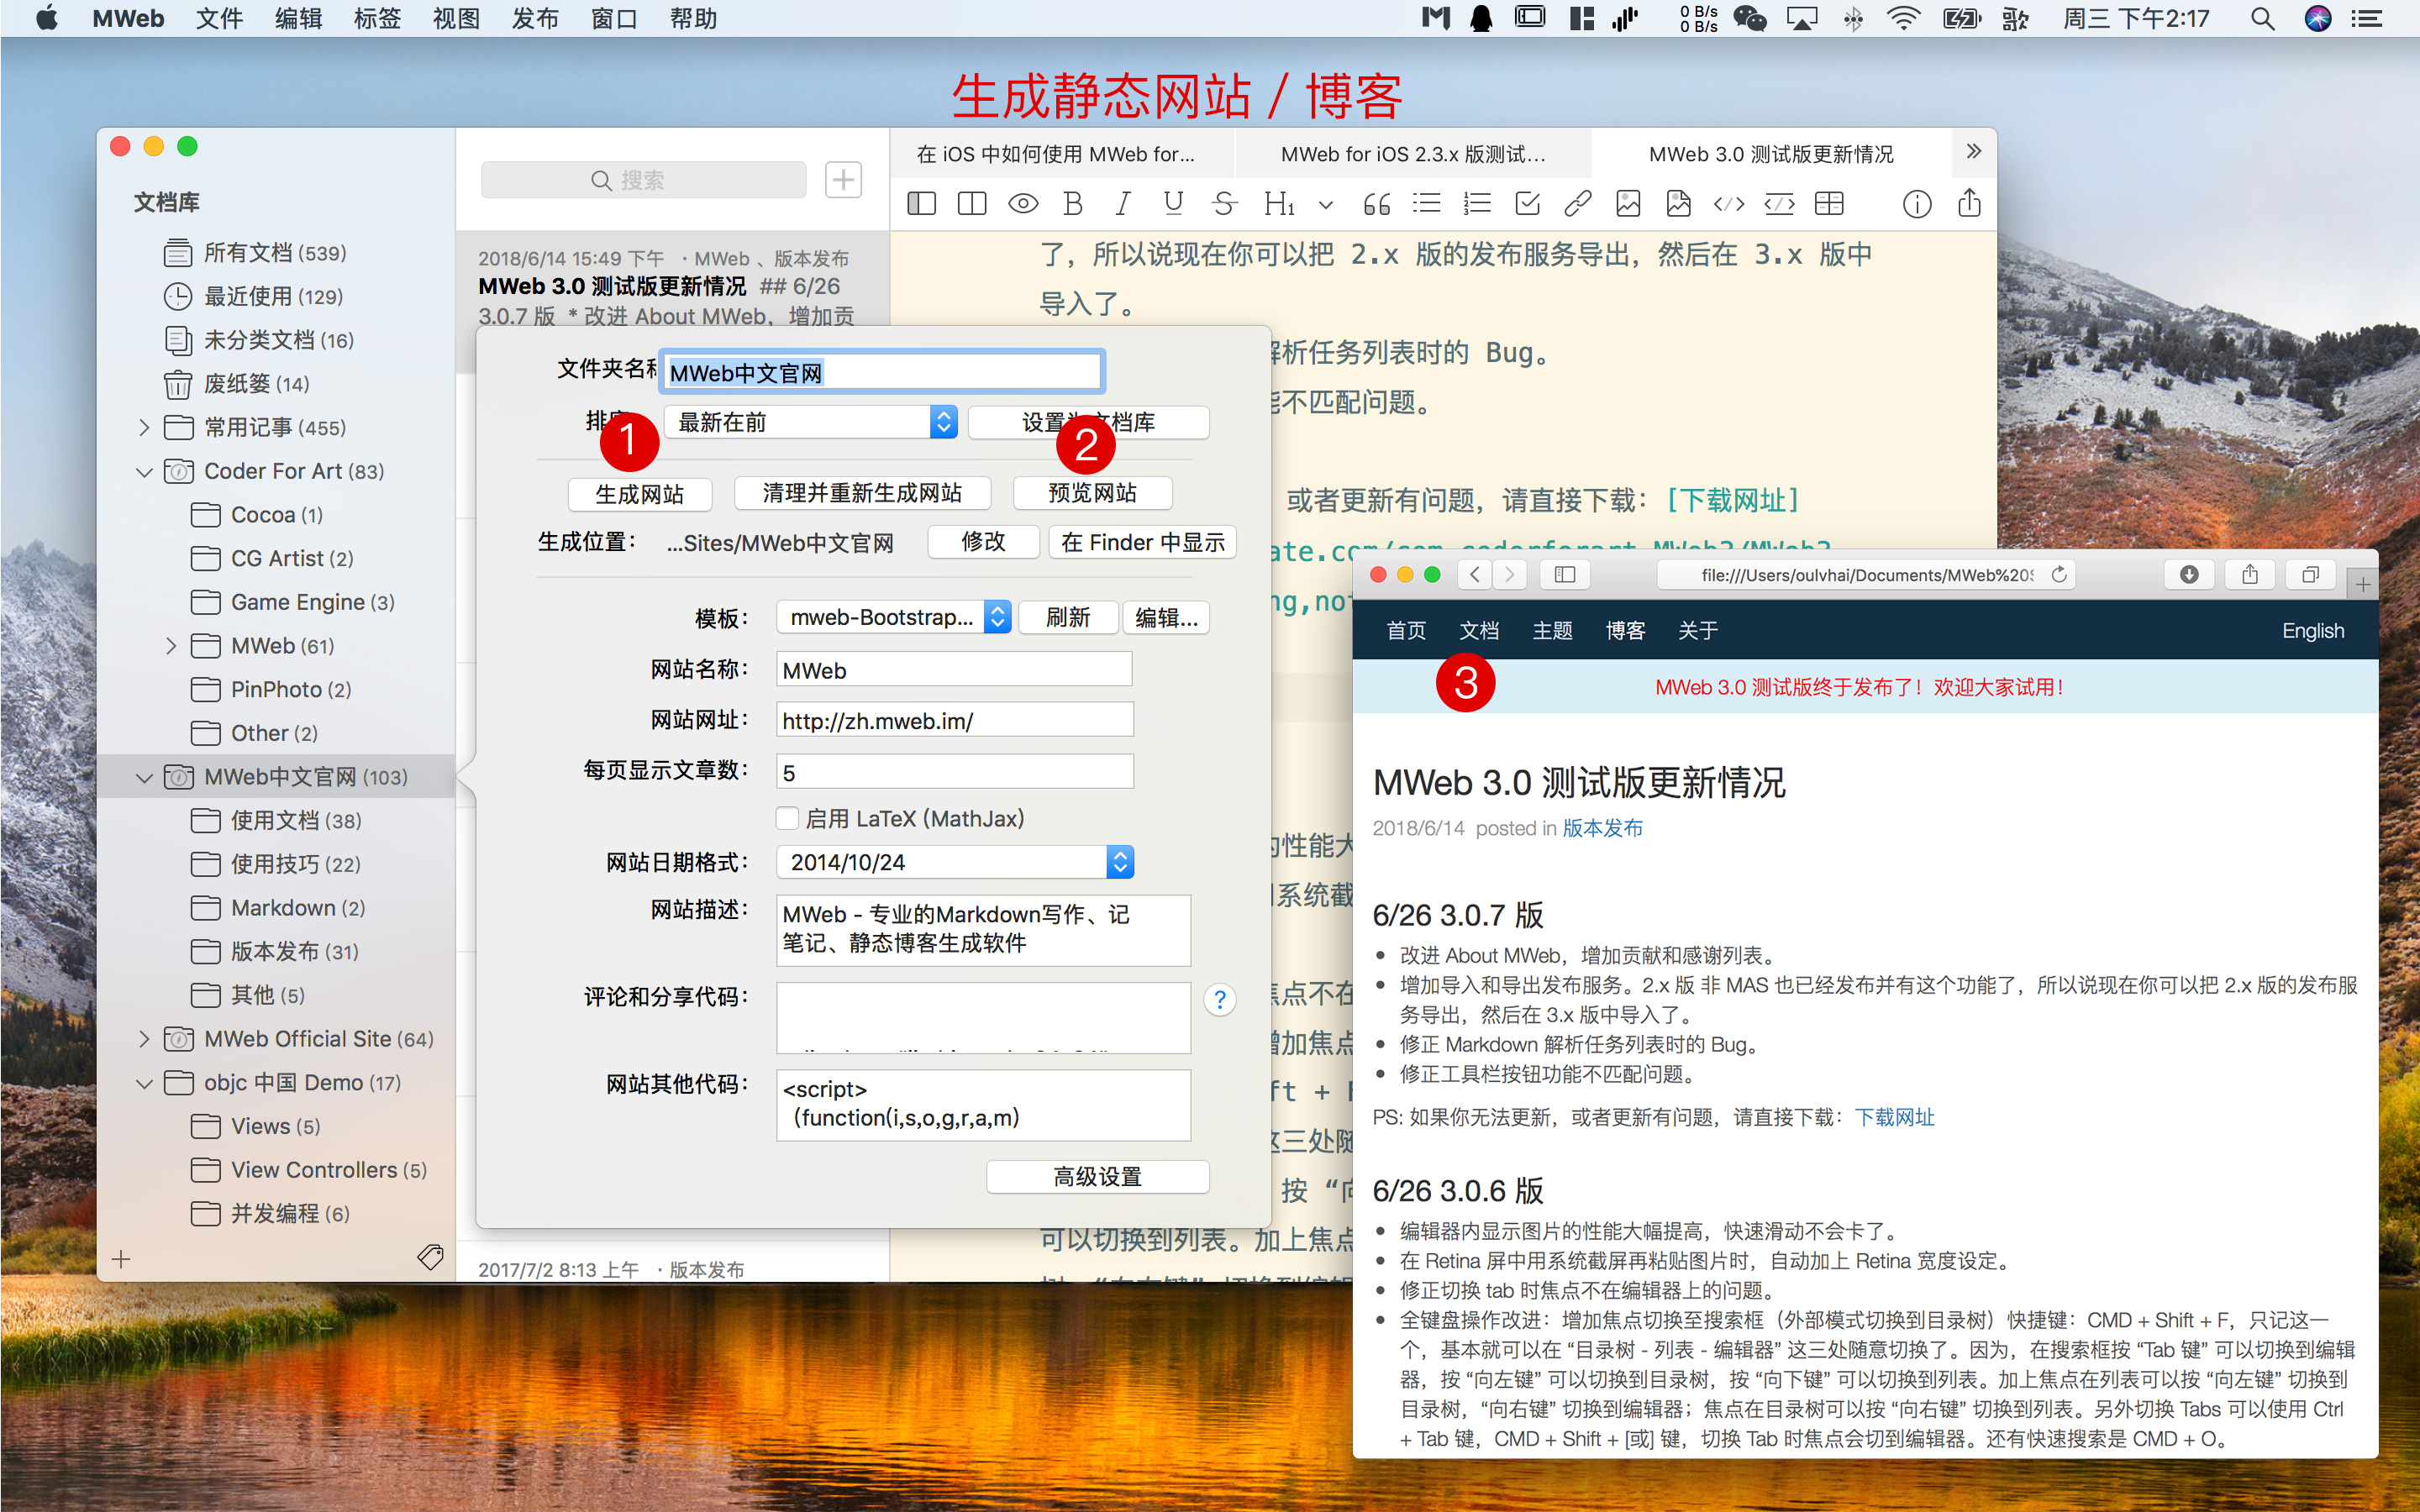 MWeb 文件 编辑 标签 视图 发布 窗口 帮助
0 B/s
0 B/s
周三 下午2:17
生成静态网站 / 博客
文档库
所有文档 (539)
最近使用 (129)
未分类文档 (16)
废纸篓 (14)
常用记事 (455)
Coder For Art (83)
Cocoa (1)
CG Artist (2)
Game Engine (3)
MWeb (61)
PinPhoto (2)
Other (2)
MWeb中文官网 (103)
使用文档 (38)
使用技巧 (22)
Markdown (2)
版本发布 (31)
其他 (5)
MWeb Official Site (64)
objc 中国 Demo (17)
Views (5)
View Controllers (5)
并发编程 (6)
搜索
2018/6/14 15:49 下午 · MWeb 、版本发布
MWeb 3.0 测试版更新情况 ## 6/26
3.0.7 版 * 改进 About MWeb，增加贡
2017/7/2 8:13 上午 · 版本发布
在 iOS 中如何使用 MWeb for...
MWeb for iOS 2.3.x 版测试...
MWeb 3.0 测试版更新情况
了，所以说现在你可以把 2.x 版的发布服务导出，然后在 3.x 版中
导入了。
解析任务列表时的 Bug。
不匹配问题。
或者更新有问题，请直接下载：[下载网址]
的性能大
系统截
焦点不在
增加焦点
ft + F
这三处随
按 “向
可以切换到列表。加上焦点
文件夹名称
MWeb中文官网
最新在前
设置为文档库
1
2
生成网站
清理并重新生成网站
预览网站
生成位置：
...Sites/MWeb中文官网
修改
在 Finder 中显示
模板：
mweb-Bootstrap...
刷新
编辑...
网站名称：
MWeb
网站网址：
http://zh.mweb.im/
每页显示文章数：
5
启用 LaTeX (MathJax)
网站日期格式：
2014/10/24
网站描述：
MWeb - 专业的Markdown写作、记
笔记、静态博客生成软件
评论和分享代码：
?
网站其他代码：
<script>
(function(i,s,o,g,r,a,m)
高级设置
file:///Users/oulvhai/Documents/MWeb%20S
首页 文档 主题 博客 关于
English
3
MWeb 3.0 测试版终于发布了！欢迎大家试用！
MWeb 3.0 测试版更新情况
2018/6/14 posted in 版本发布
6/26 3.0.7 版
改进 About MWeb，增加贡献和感谢列表。
增加导入和导出发布服务。2.x 版 非 MAS 也已经发布并有这个功能了，所以说现在你可以把 2.x 版的发布服
务导出，然后在 3.x 版中导入了。
修正 Markdown 解析任务列表时的 Bug。
修正工具栏按钮功能不匹配问题。
PS: 如果你无法更新，或者更新有问题，请直接下载：下载网址
6/26 3.0.6 版
编辑器内显示图片的性能大幅提高，快速滑动不会卡了。
在 Retina 屏中用系统截屏再粘贴图片时，自动加上 Retina 宽度设定。
修正切换 tab 时焦点不在编辑器上的问题。
全键盘操作改进：增加焦点切换至搜索框（外部模式切换到目录树）快捷键：CMD + Shift + F，只记这一
个，基本就可以在 “目录树 - 列表 - 编辑器” 这三处随意切换了。因为，在搜索框按 “Tab 键” 可以切换到编辑
器，按 “向左键” 可以切换到目录树，按 “向下键” 可以切换到列表。加上焦点在列表可以按 “向左键” 切换到
目录树，“向右键” 切换到编辑器；焦点在目录树可以按 “向右键” 切换到列表。另外切换 Tabs 可以使用 Ctrl
+ Tab 键，CMD + Shift + [或] 键，切换 Tab 时焦点会切到编辑器。还有快速搜索是 CMD + O。